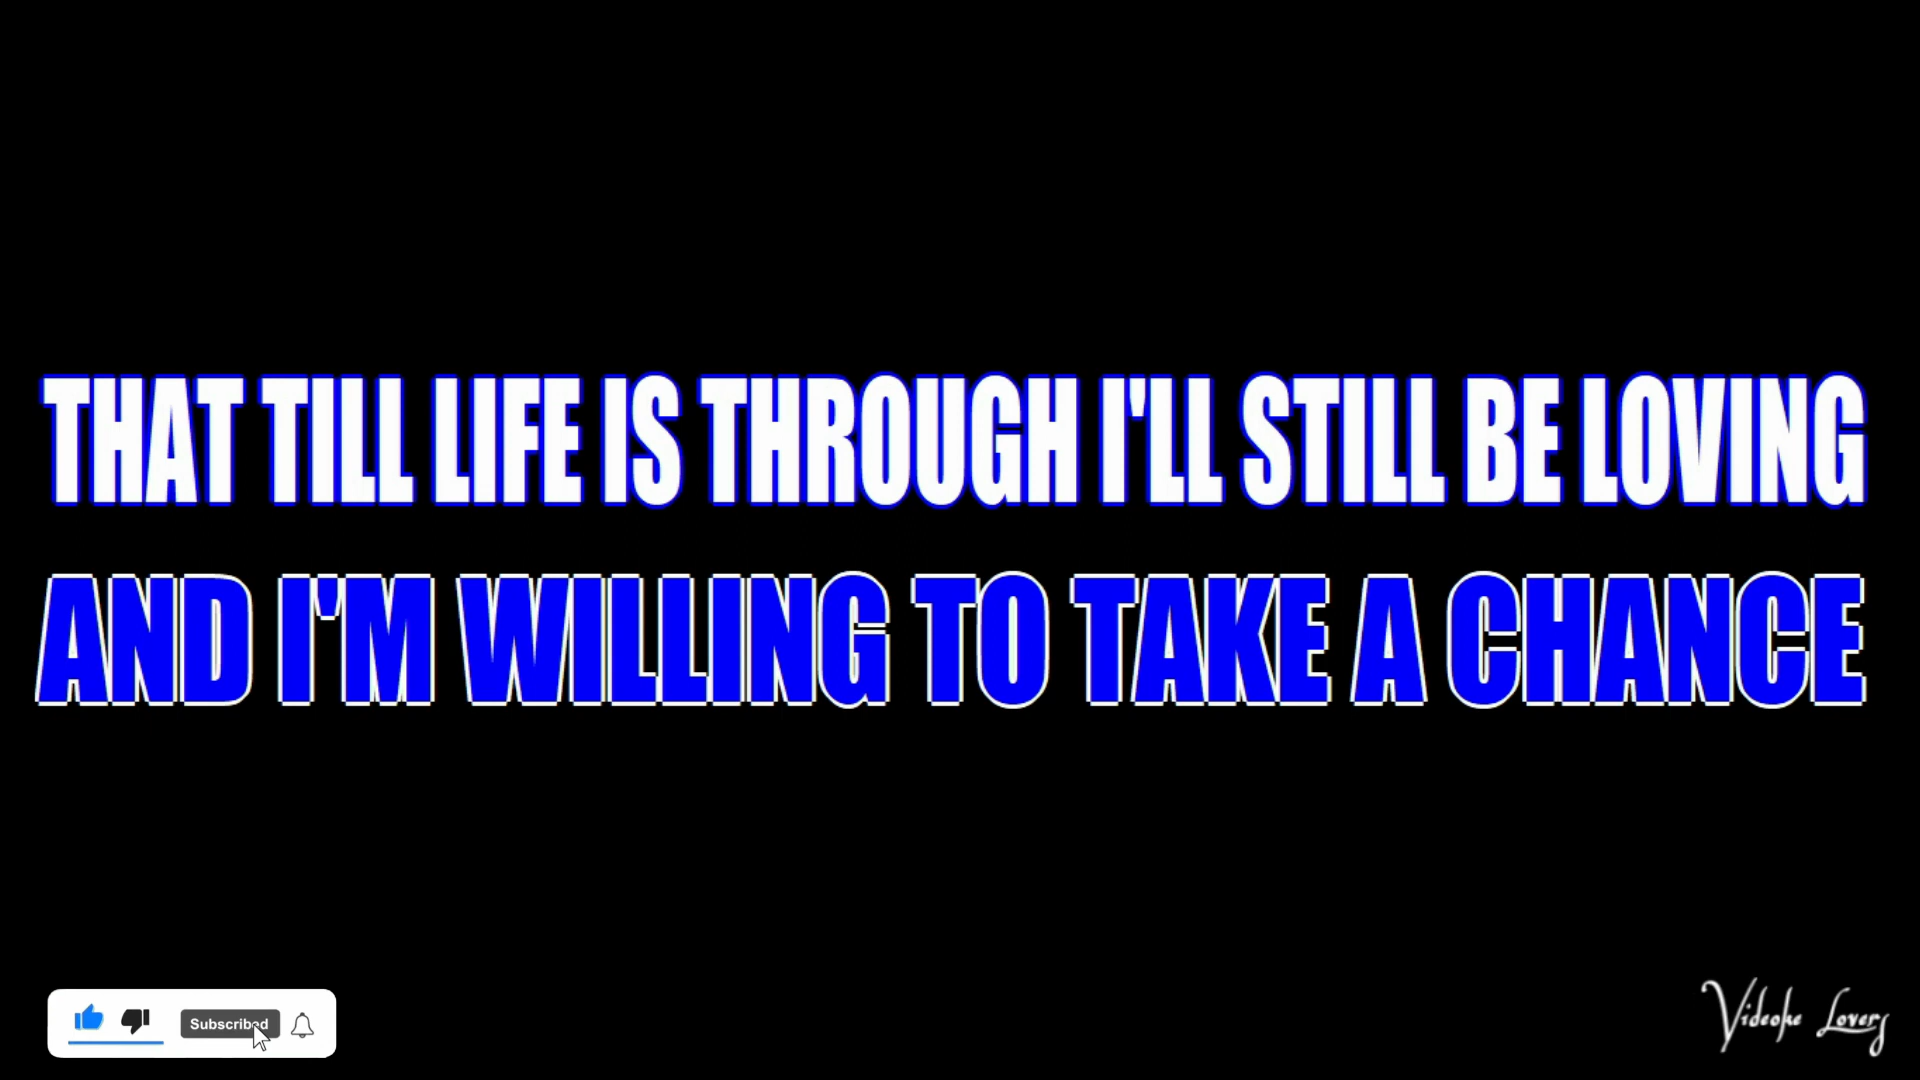 THAT TILL LIFE IS THROUGH I'LL STILL BE LOVING
AND I'M WILLING TO TAKE A CHANCE
Subscribed
Videoke Lovers